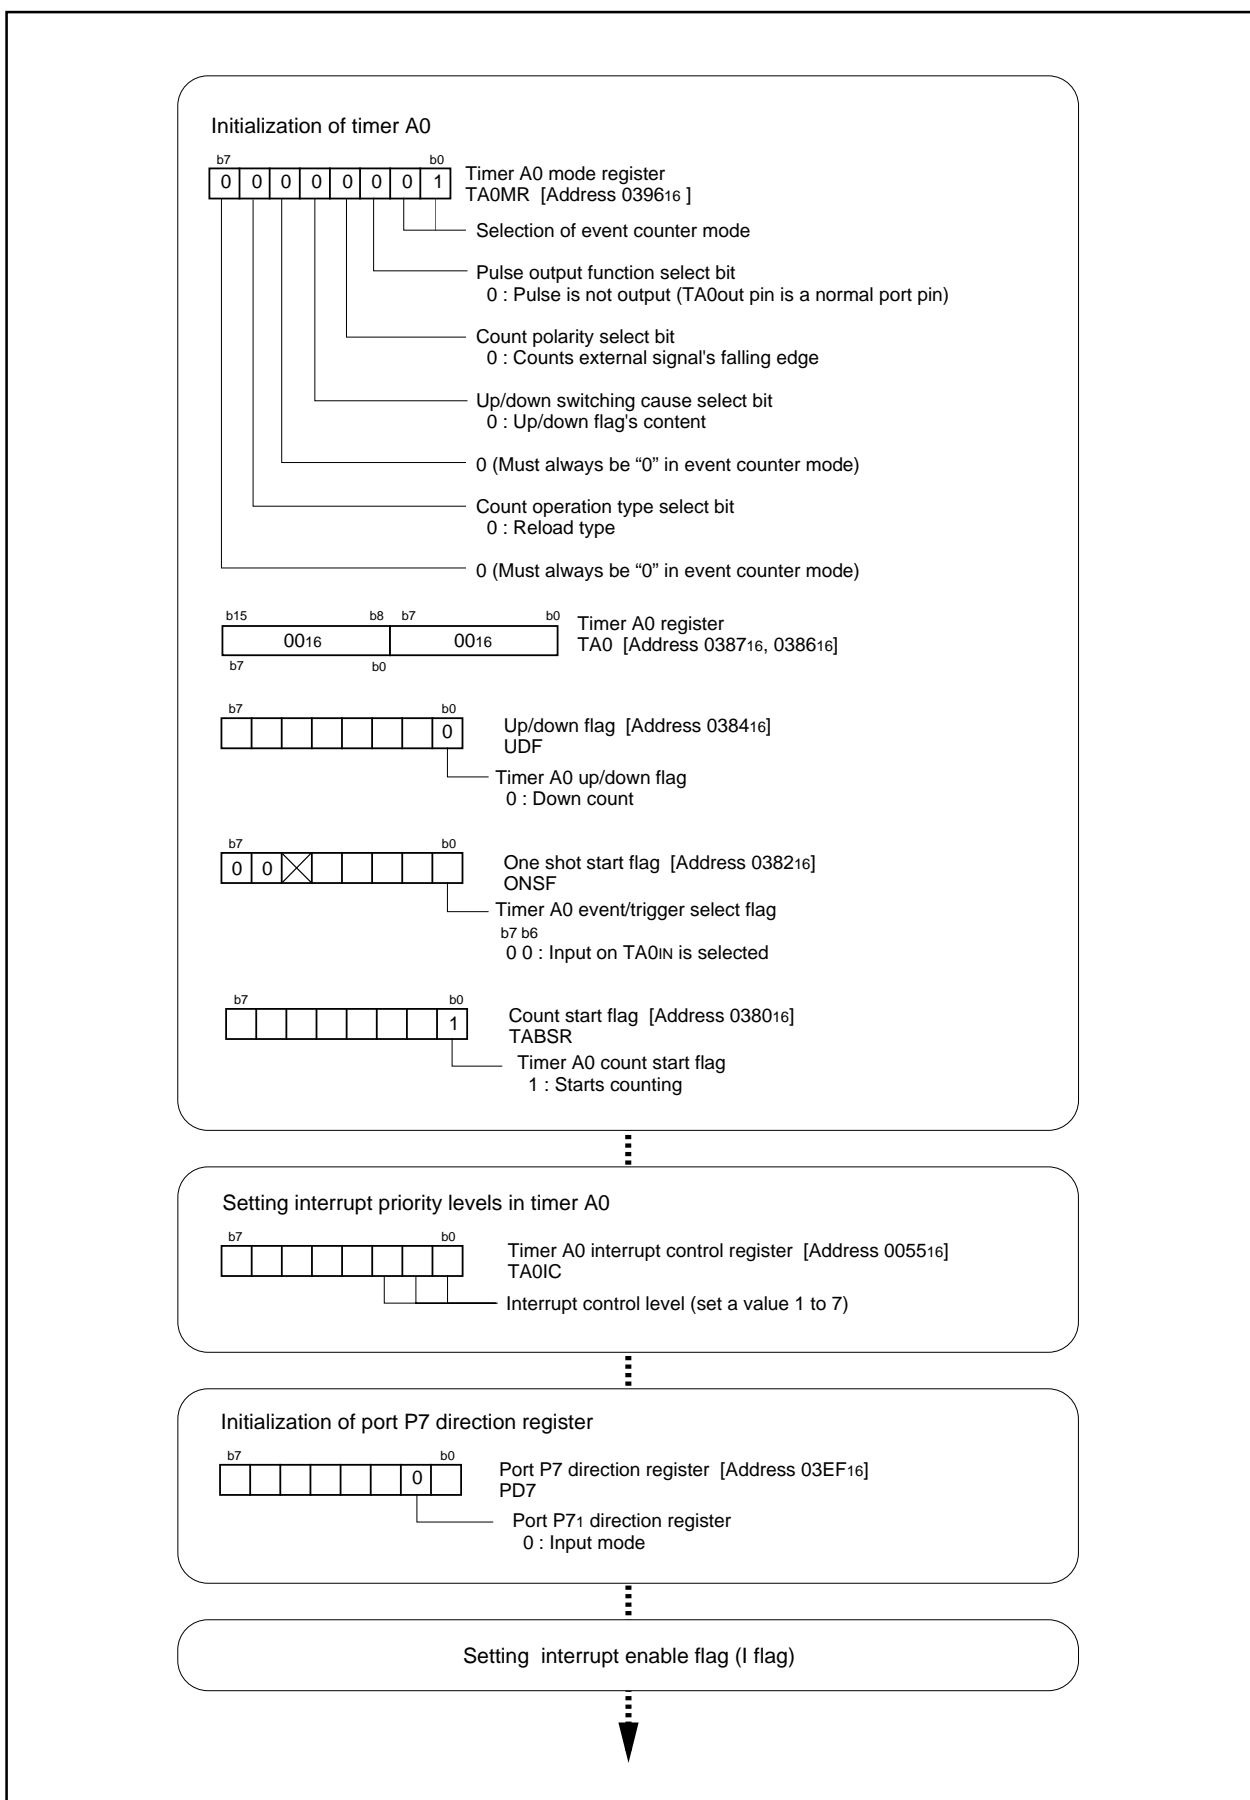 Initialization of timer A0
b7 b0
0 0 0 0 0 0 0 1
Timer A0 mode register
TA0MR [Address 039616 ]
Selection of event counter mode
Pulse output function select bit
0 : Pulse is not output (TA0out pin is a normal port pin)
Count polarity select bit
0 : Counts external signal's falling edge
Up/down switching cause select bit
0 : Up/down flag's content
0 (Must always be “0” in event counter mode)
Count operation type select bit
0 : Reload type
0 (Must always be “0” in event counter mode)
b15 b8 b7 b0
0016 0016
b7 b0
Timer A0 register
TA0 [Address 038716, 038616]
b7 b0
0
Up/down flag [Address 038416]
UDF
Timer A0 up/down flag
0 : Down count
b7 b0
0 0
One shot start flag [Address 038216]
ONSF
Timer A0 event/trigger select flag
b7 b6
0 0 : Input on TA0IN is selected
b7 b0
1
Count start flag [Address 038016]
TABSR
Timer A0 count start flag
1 : Starts counting
Setting interrupt priority levels in timer A0
b7 b0
Timer A0 interrupt control register [Address 005516]
TA0IC
Interrupt control level (set a value 1 to 7)
Initialization of port P7 direction register
b7 b0
0
Port P7 direction register [Address 03EF16]
PD7
Port P71 direction register
0 : Input mode
Setting interrupt enable flag (I flag)